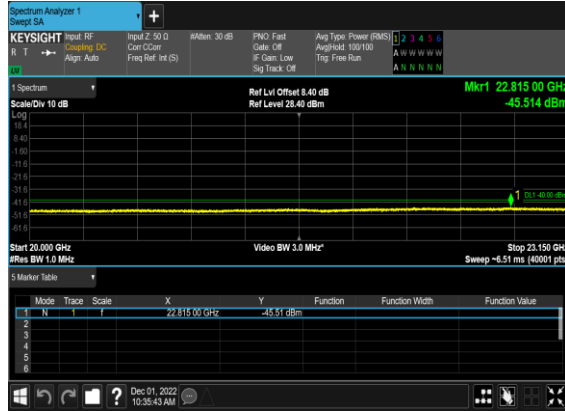 Spectrum Analyzer 1
Swept SA
+
KEYSIGHT Input: RF Input Z: 50 Ω #Atten: 30 dB PNO: Fast Avg Type: Power (RMS) 1 2 3 4 5 6
R T Coupling: DC Corr CCorr Gate: Off Avg|Hold: 100/100 A W W W W W
Align: Auto Freq Ref: Int (S) IF Gain: Low Trig: Free Run
LV Sig Track: Off A N N N N N
1 Spectrum Ref Lvl Offset 8.40 dB Mkr1 22.815 00 GHz
Scale/Div 10 dB Ref Level 28.40 dBm -45.514 dBm
Log
18.4
8.40
-1.60
-11.6
-21.6
-31.6
1 DL1 -40.00 dBm
-41.6
-51.6
-61.6
Start 20.000 GHz Video BW 3.0 MHz* Stop 23.150 GHz
#Res BW 1.0 MHz Sweep ~6.51 ms (40001 pts)
5 Marker Table
Mode Trace Scale X Y Function Function Width Function Value
1 N 1 f 22.815 00 GHz -45.51 dBm
2
3
4
5
6
? Dec 01, 2022
10:35:43 AM